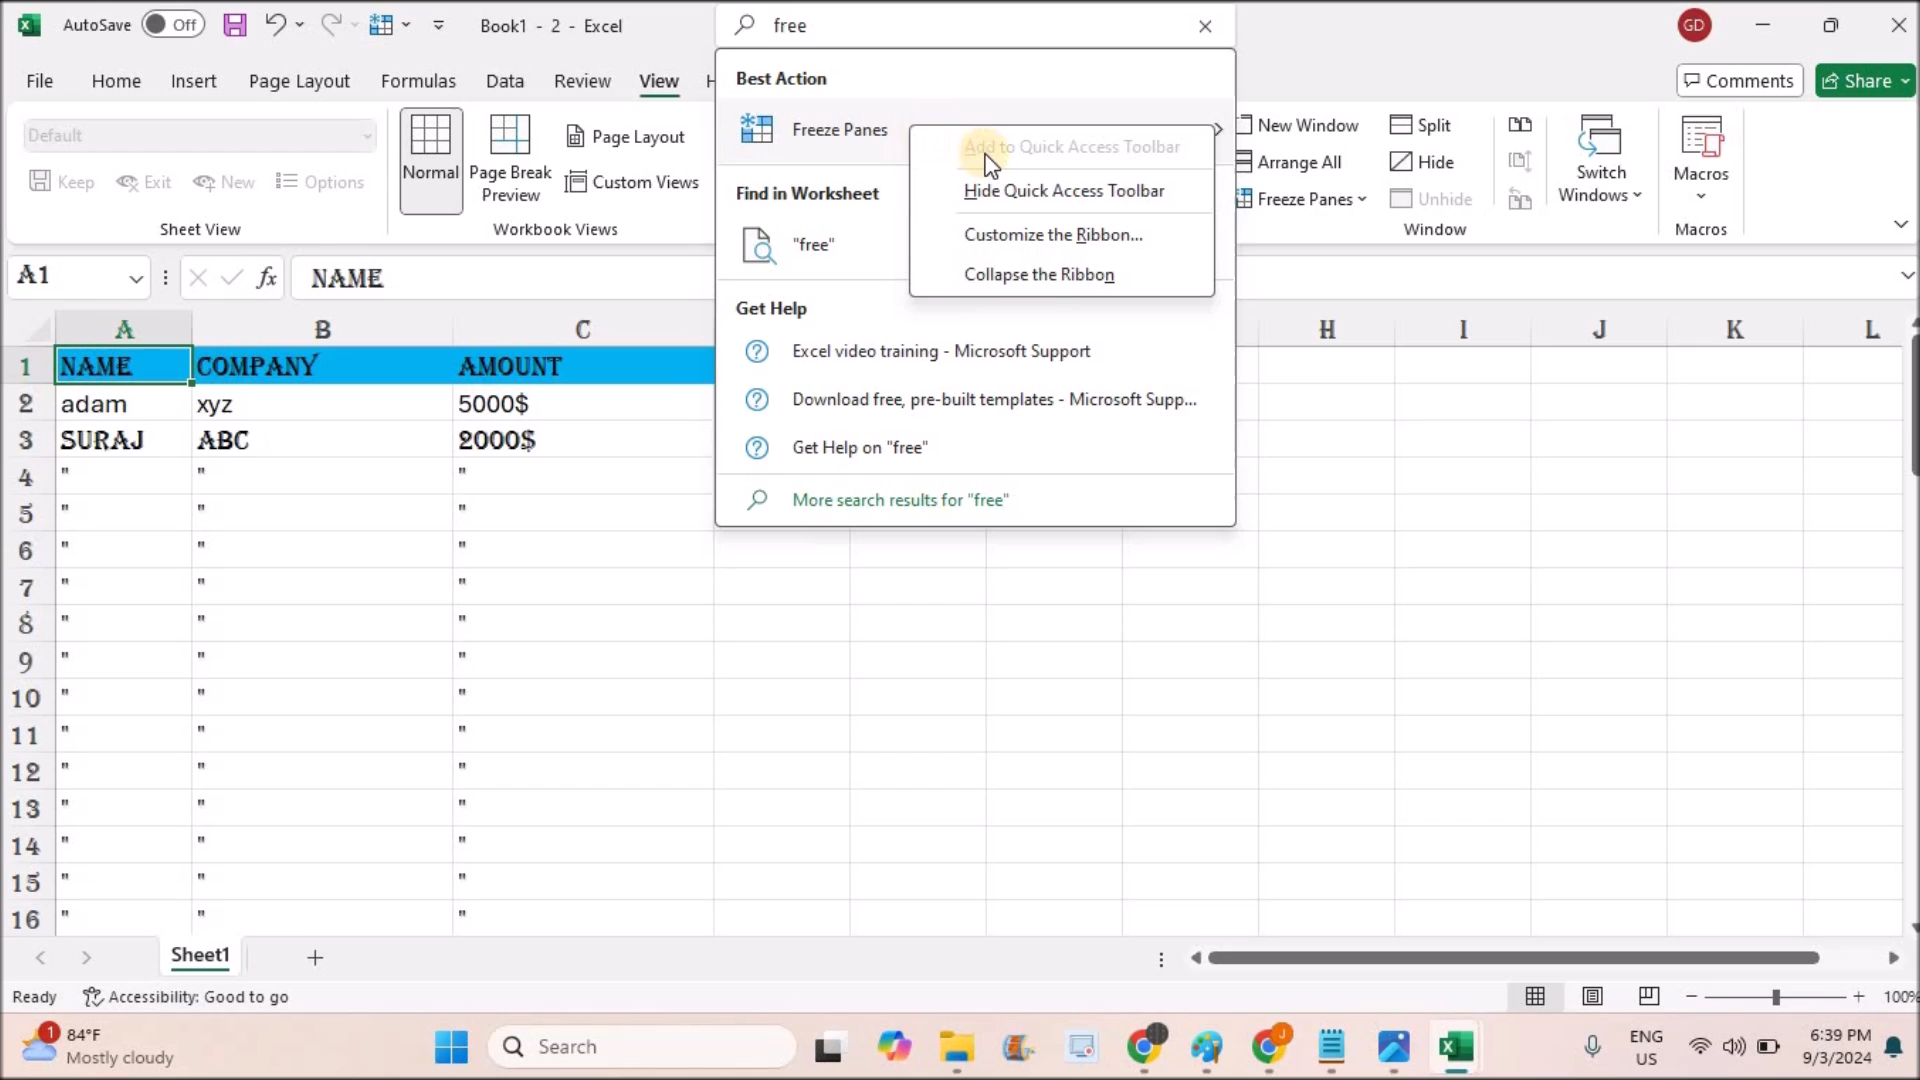 AutoSave Off Book1 - 2 - Excel free GD
File Home Insert Page Layout Formulas Data Review View H Comments Share
Best Action
Freeze Panes
Add to Quick Access Toolbar
Hide Quick Access Toolbar
Customize the Ribbon...
Collapse the Ribbon
Find in Worksheet
"free"
Get Help
Excel video training - Microsoft Support
Download free, pre-built templates - Microsoft Supp...
Get Help on "free"
More search results for "free"
Default
Keep Exit New Options
Sheet View
Normal
Page Break
Preview
Page Layout
Custom Views
Workbook Views
New Window
Arrange All
Freeze Panes
Split
Hide
Unhide
Window
Switch
Windows
Macros
Macros
A1 fx NAME
A B C H I J K L
1 NAME COMPANY AMOUNT
2 adam xyz 5000$
3 SURAJ ABC 2000$
4 " " "
5 " " "
6 " " "
7 " " "
8 " " "
9 " " "
10 " " "
11 " " "
12 " " "
13 " " "
14 " " "
15 " " "
16 " " "
Sheet1 +
Ready Accessibility: Good to go 100%
1 84°F
Mostly cloudy
Search
ENG
US
6:39 PM
9/3/2024